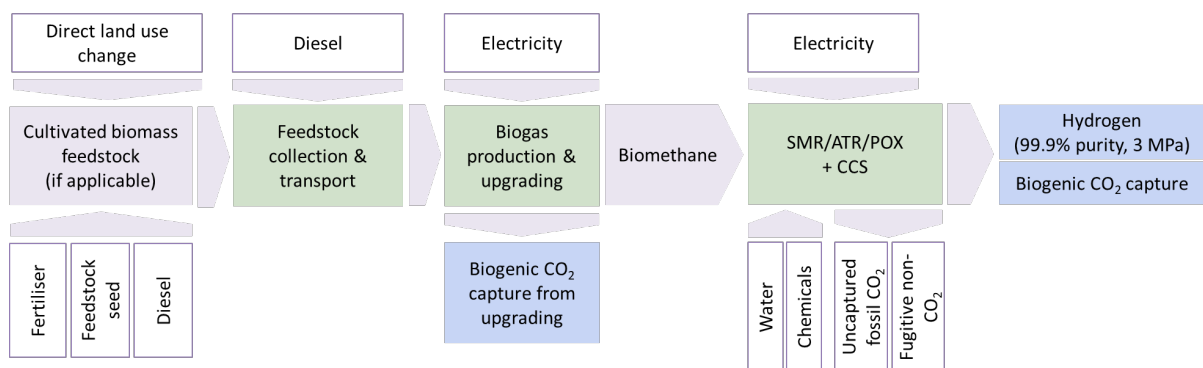 Direct land use
change
Diesel
Electricity
Electricity
Cultivated biomass
feedstock
(if applicable)
Feedstock
collection &
transport
Biogas
production &
upgrading
Biomethane
SMR/ATR/POX
+ CCS
Hydrogen
(99.9% purity, 3 MPa)
Biogenic CO₂ capture
Fertiliser
Feedstock
seed
Diesel
Biogenic CO₂
capture from
upgrading
Water
Chemicals
Uncaptured
fossil CO₂
Fugitive non-
CO₂